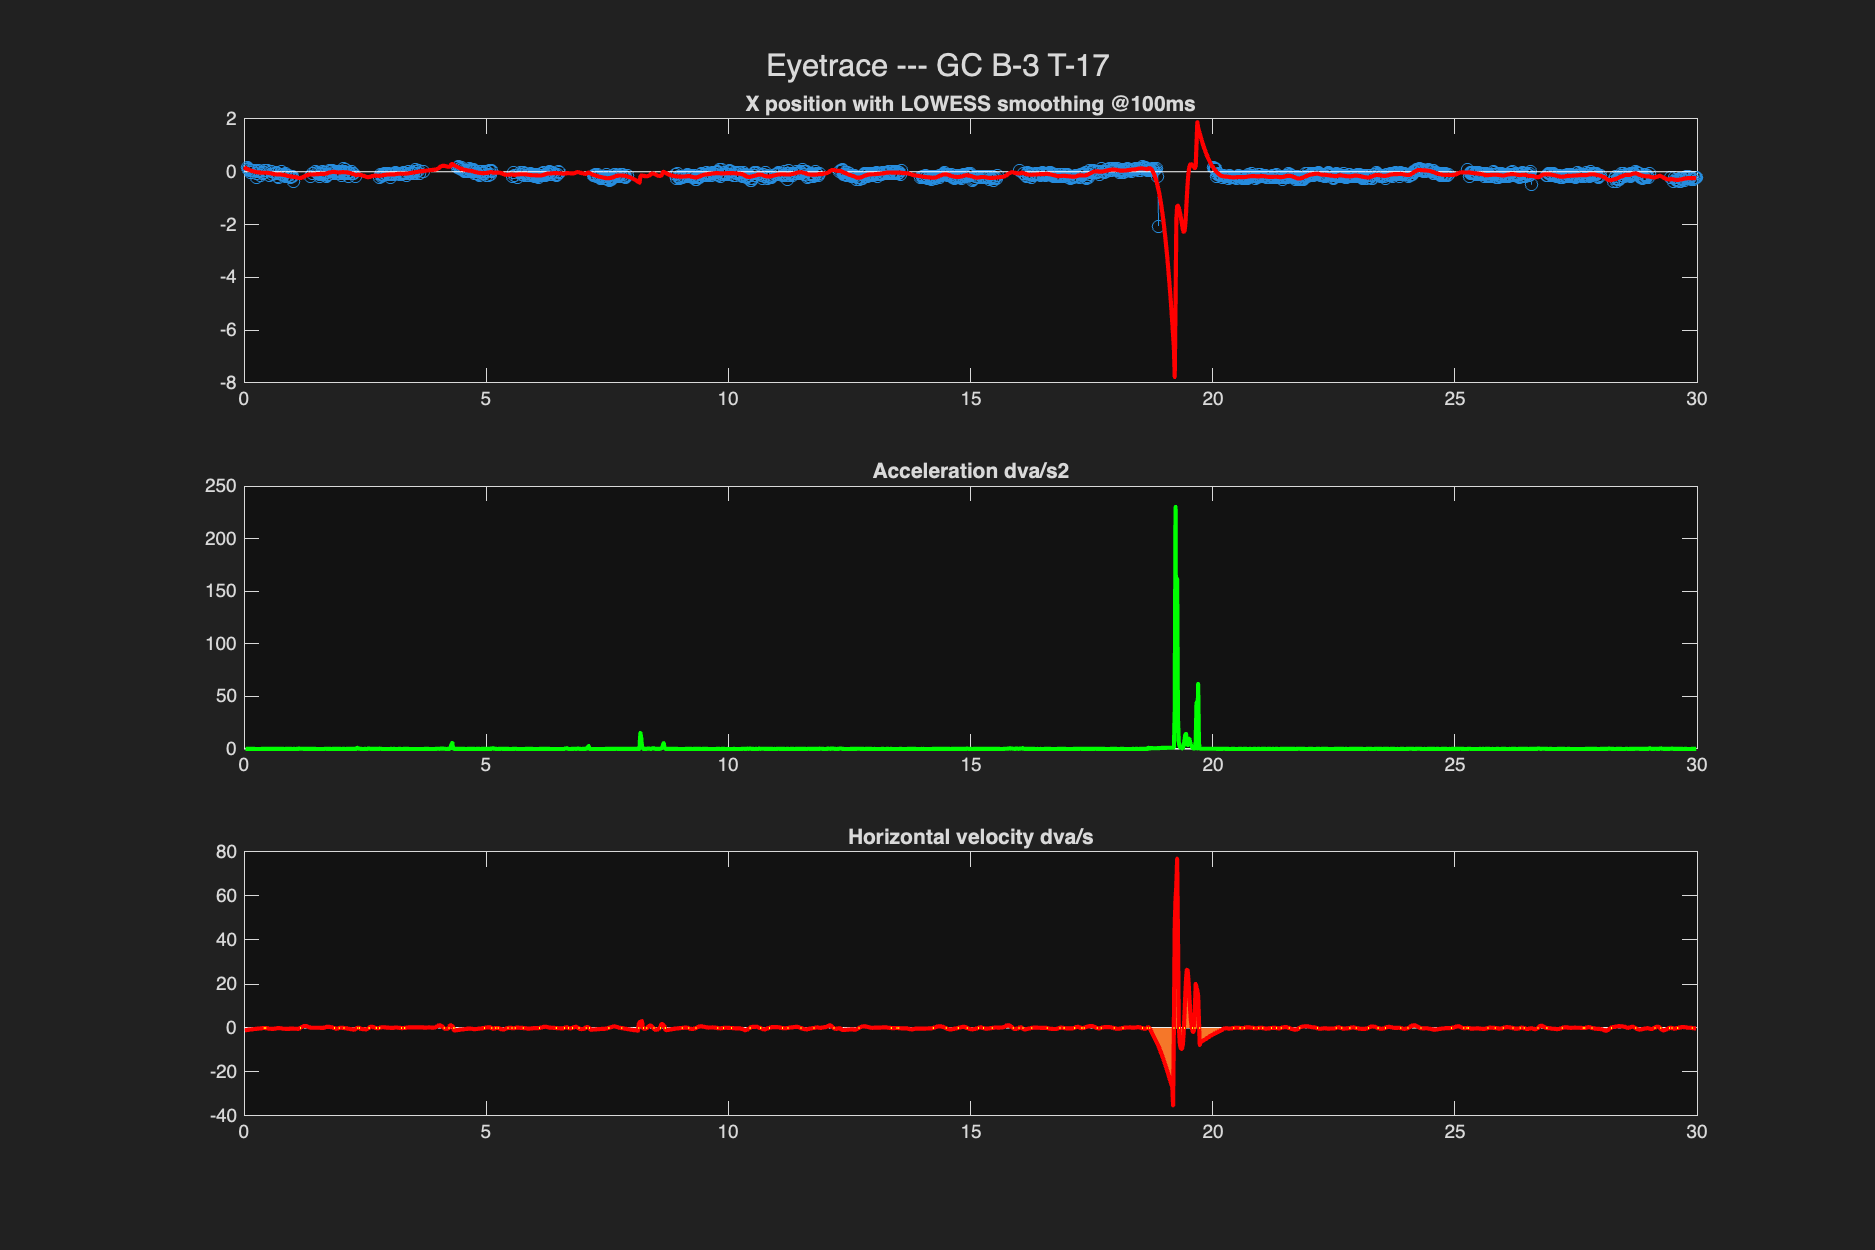 Eyetrace --- GC B-3 T-17
X position with LOWESS smoothing @100ms
2
0
-2
-4
-6
-8
0 5 10 15 20 25 30
Acceleration dva/s2
250
200
150
100
50
0
0 5 10 15 20 25 30
Horizontal velocity dva/s
80
60
40
20
0
-20
-40
0 5 10 15 20 25 30